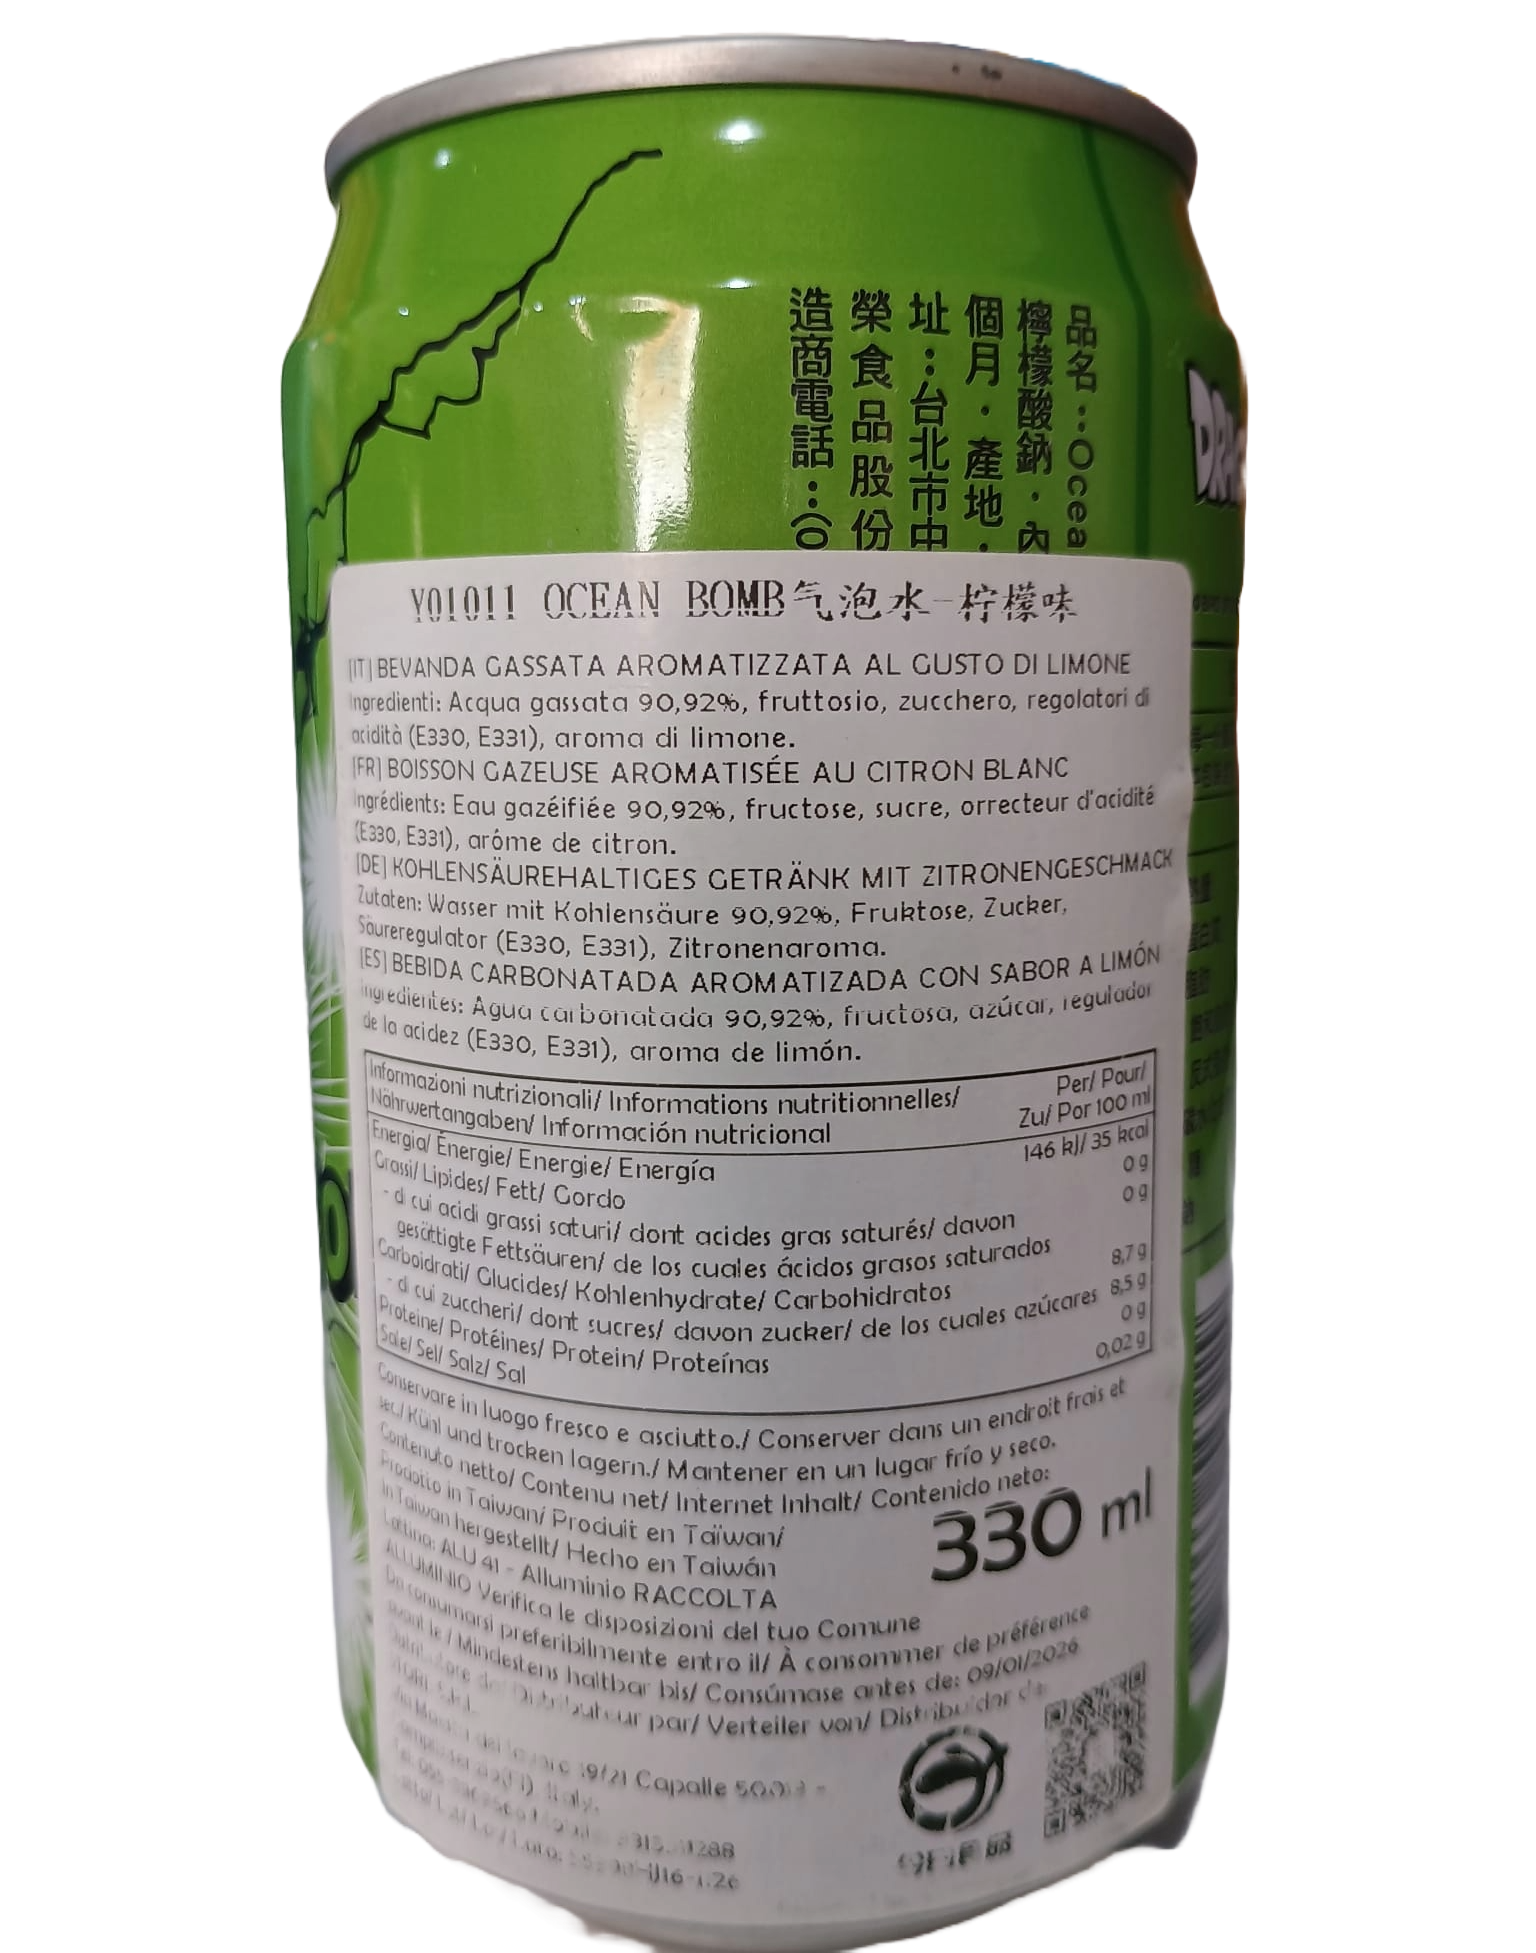 品名：Ocea
檸檬酸鈉．內
個月．產地．
址：台北市中
榮食品股份
造商電話：(0
Y01011 OCEAN BOMB气泡水-柠檬味
[IT] BEVANDA GASSATA AROMATIZZATA AL GUSTO DI LIMONE
Ingredienti: Acqua gassata 90,92%, fruttosio, zucchero, regolatori di
acidità (E330, E331), aroma di limone.
[FR] BOISSON GAZEUSE AROMATISÉE AU CITRON BLANC
Ingrédients: Eau gazéifiée 90,92%, fructose, sucre, orrecteur d'acidité
(E330, E331), arôme de citron.
[DE] KOHLENSÄUREHALTIGES GETRÄNK MIT ZITRONENGESCHMACK
Zutaten: Wasser mit Kohlensäure 90,92%, Fruktose, Zucker,
Säureregulator (E330, E331), Zitronenaroma.
[ES] BEBIDA CARBONATADA AROMATIZADA CON SABOR A LIMÓN
Ingredientes: Agua carbonatada 90,92%, fructosa, azúcar, regulador
de la acidez (E330, E331), aroma de limón.
Informazioni nutrizionali/ Informations nutritionnelles/ Per/ Pour/
Nährwertangaben/ Información nutricional Zu/ Por 100 ml
Energia/ Énergie/ Energie/ Energía 146 kJ/ 35 kcal
Grassi/ Lipides/ Fett/ Gordo 0 g
- di cui acidi grassi saturi/ dont acides gras saturés/ davon 0 g
gesättigte Fettsäuren/ de los cuales ácidos grasos saturados
Carboidrati/ Glucides/ Kohlenhydrate/ Carbohidratos 8,7 g
- di cui zuccheri/ dont sucres/ davon zucker/ de los cuales azúcares 8,5 g
Proteine/ Protéines/ Protein/ Proteínas 0 g
Sale/ Sel/ Salz/ Sal 0,02 g
Conservare in luogo fresco e asciutto./ Conserver dans un endroit frais et
sec./ Kühl und trocken lagern./ Mantener en un lugar frío y seco.
Contenuto netto/ Contenu net/ Internet Inhalt/ Contenido neto:
330 ml
Prodotto in Taiwan/ Produit en Taïwan/
In Taiwan hergestellt/ Hecho en Taiwán
Lattina: ALU 41 - Alluminio RACCOLTA
ALLUMINIO Verifica le disposizioni del tuo Comune
Da consumarsi preferibilmente entro il/ À consommer de préférence
avant le / Mindestens haltbar bis/ Consúmase antes de: 09/01/2026
Distributeur par/ Verteiler von/ Distribuidor de
19/21 Capalle
Italy.